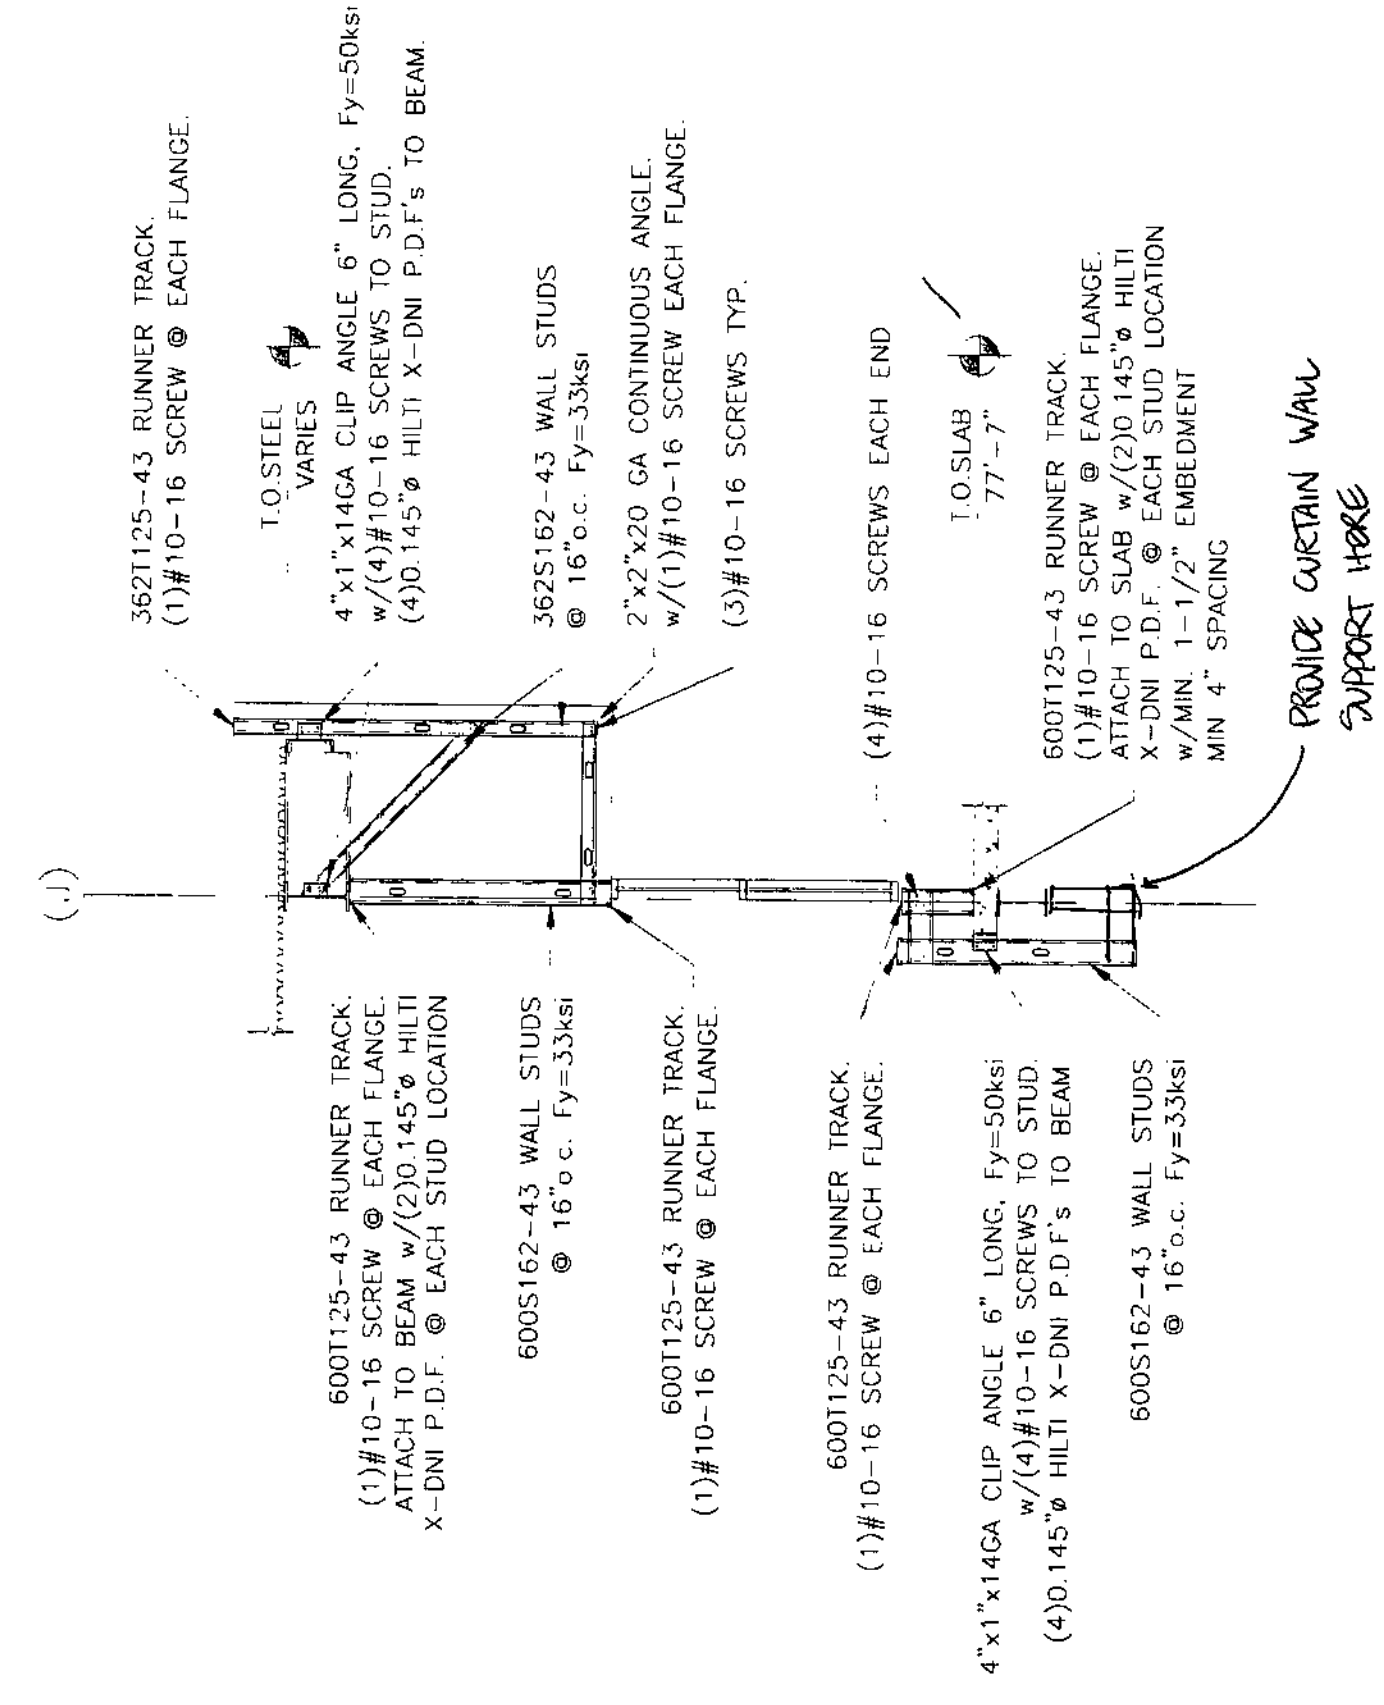 (J)
362T125-43 RUNNER TRACK.
(1)#10-16 SCREW @ EACH FLANGE.
T.O.STEEL
VARIES
4"x1"x14GA CLIP ANGLE 6" LONG, Fy=50ksi
w/(4)#10-16 SCREWS TO STUD.
(4)0.145"ø HILTI X-DNI P.D.F's TO BEAM.
362S162-43 WALL STUDS
@ 16"o.c. Fy=33ksi
2"x2"x20 GA CONTINUOUS ANGLE.
w/(1)#10-16 SCREW EACH FLANGE.
(3)#10-16 SCREWS TYP.
(4)#10-16 SCREWS EACH END
T.O.SLAB
77'-7"
600T125-43 RUNNER TRACK.
(1)#10-16 SCREW @ EACH FLANGE.
ATTACH TO SLAB w/(2)0.145"ø HILTI
X-DNI P.D.F. @ EACH STUD LOCATION
w/MIN. 1-1/2" EMBEDMENT
MIN 4" SPACING
PROVIDE CURTAIN WALL
SUPPORT HERE
600T125-43 RUNNER TRACK.
(1)#10-16 SCREW @ EACH FLANGE.
ATTACH TO BEAM w/(2)0.145"ø HILTI
X-DNI P.D.F. @ EACH STUD LOCATION
600S162-43 WALL STUDS
@ 16"o.c. Fy=33ksi
600T125-43 RUNNER TRACK.
(1)#10-16 SCREW @ EACH FLANGE.
600T125-43 RUNNER TRACK.
(1)#10-16 SCREW @ EACH FLANGE.
4"x1"x14GA CLIP ANGLE 6" LONG, Fy=50ksi
w/(4)#10-16 SCREWS TO STUD.
(4)0.145"ø HILTI X-DNI P.D.F's TO BEAM
600S162-43 WALL STUDS
@ 16"o.c. Fy=33ksi